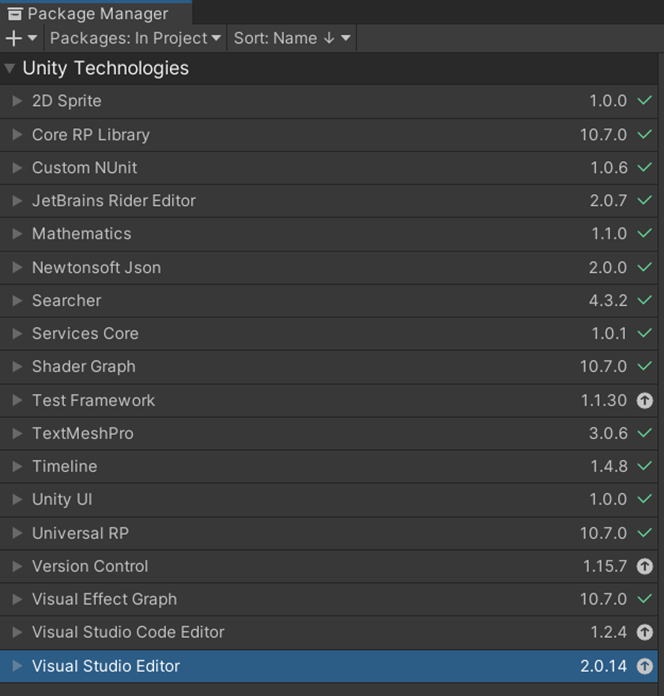 Package Manager
Packages: In Project Sort: Name ↓
Unity Technologies
2D Sprite 1.0.0
Core RP Library 10.7.0
Custom NUnit 1.0.6
JetBrains Rider Editor 2.0.7
Mathematics 1.1.0
Newtonsoft Json 2.0.0
Searcher 4.3.2
Services Core 1.0.1
Shader Graph 10.7.0
Test Framework 1.1.30
TextMeshPro 3.0.6
Timeline 1.4.8
Unity UI 1.0.0
Universal RP 10.7.0
Version Control 1.15.7
Visual Effect Graph 10.7.0
Visual Studio Code Editor 1.2.4
Visual Studio Editor 2.0.14